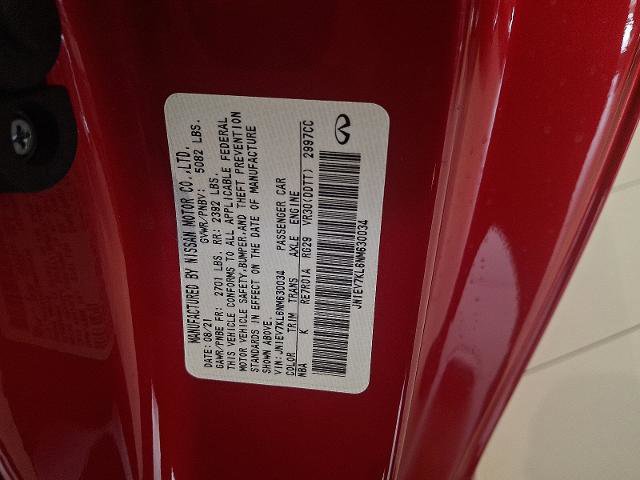 MANUFACTURED BY NISSAN MOTOR CO.,LTD.
DATE: 08/21 GVWR/PNBV: 5082 LBS.
GAWR/PNBE FR: 2701 LBS. RR: 2392 LBS.
THIS VEHICLE CONFORMS TO ALL APPLICABLE FEDERAL
MOTOR VEHICLE SAFETY,BUMPER,AND THEFT PREVENTION
STANDARDS IN EFFECT ON THE DATE OF MANUFACTURE
SHOWN ABOVE.
VIN:JN1EV7KL6NM630034 PASSENGER CAR
COLOR TRIM TRANS AXLE ENGINE
NBA K RE7R01A RG29 VR30(DDTT) 2997CC
JN1EV7KL6NM630034